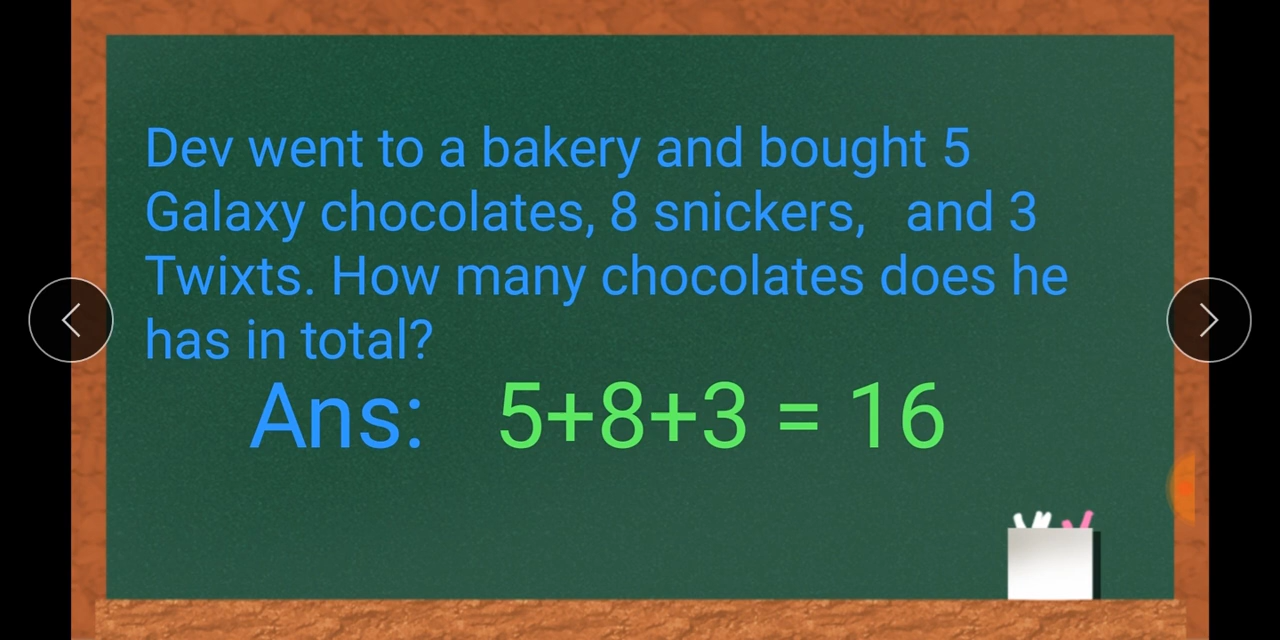 Dev went to a bakery and bought 5
Galaxy chocolates, 8 snickers,   and 3
Twixts. How many chocolates does he
has in total?
Ans:   5+8+3 = 16